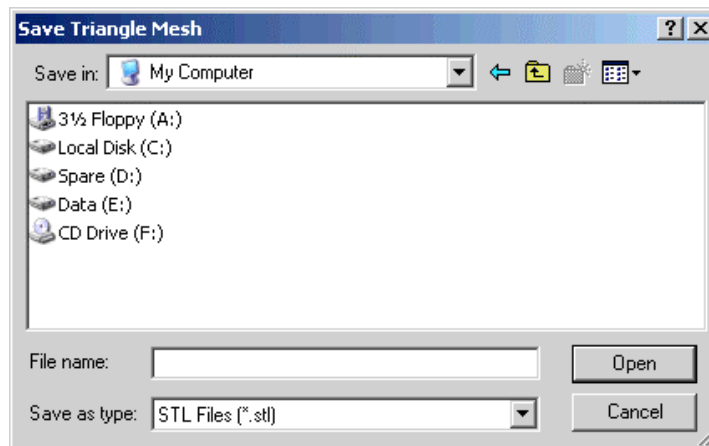 Save Triangle Mesh
Save in: My Computer
3½ Floppy (A:)
Local Disk (C:)
Spare (D:)
Data (E:)
CD Drive (F:)
File name:
Open
Save as type: STL Files (*.stl)
Cancel